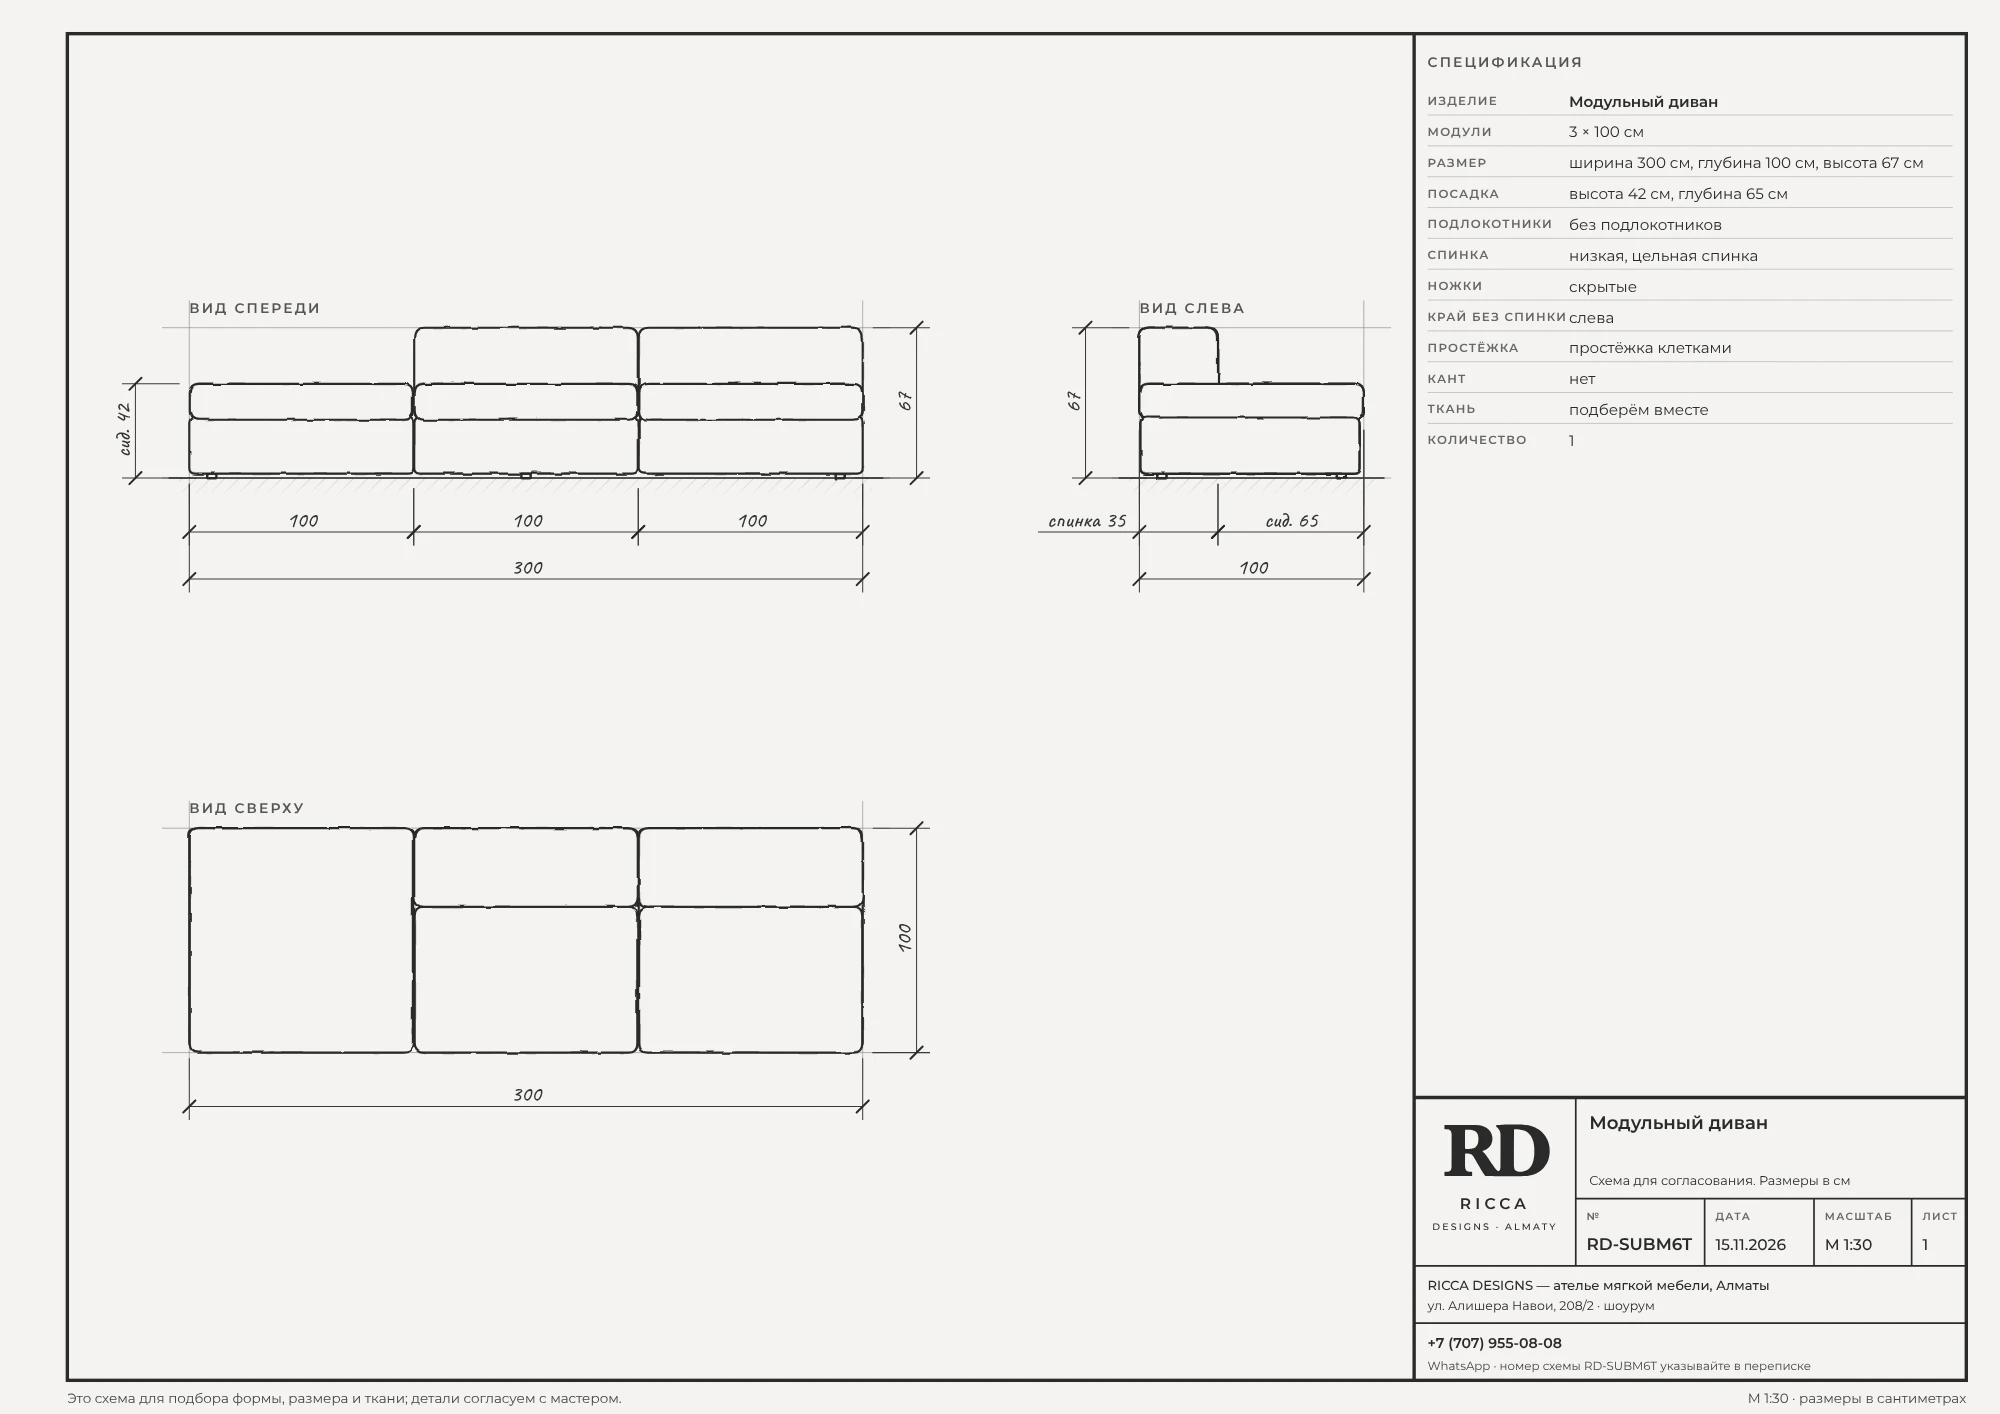 ВИД СПЕРЕДИ
сид. 42
67
100
100
100
300
ВИД СЛЕВА
67
спинка 35
сид. 65
100
ВИД СВЕРХУ
100
300
СПЕЦИФИКАЦИЯ
ИЗДЕЛИЕ Модульный диван
МОДУЛИ 3 × 100 см
РАЗМЕР ширина 300 см, глубина 100 см, высота 67 см
ПОСАДКА высота 42 см, глубина 65 см
ПОДЛОКОТНИКИ без подлокотников
СПИНКА низкая, цельная спинка
НОЖКИ скрытые
КРАЙ БЕЗ СПИНКИ слева
ПРОСТЁЖКА простёжка клетками
КАНТ нет
ТКАНЬ подберём вместе
КОЛИЧЕСТВО 1
RD
RICCA
DESIGNS · ALMATY
Модульный диван
Схема для согласования. Размеры в см
№ ДАТА МАСШТАБ ЛИСТ
RD-SUBM6T 15.11.2026 М 1:30 1
RICCA DESIGNS — ателье мягкой мебели, Алматы
ул. Алишера Навои, 208/2 · шоурум
+7 (707) 955-08-08
WhatsApp · номер схемы RD-SUBM6T указывайте в переписке
Это схема для подбора формы, размера и ткани; детали согласуем с мастером.
М 1:30 · размеры в сантиметрах